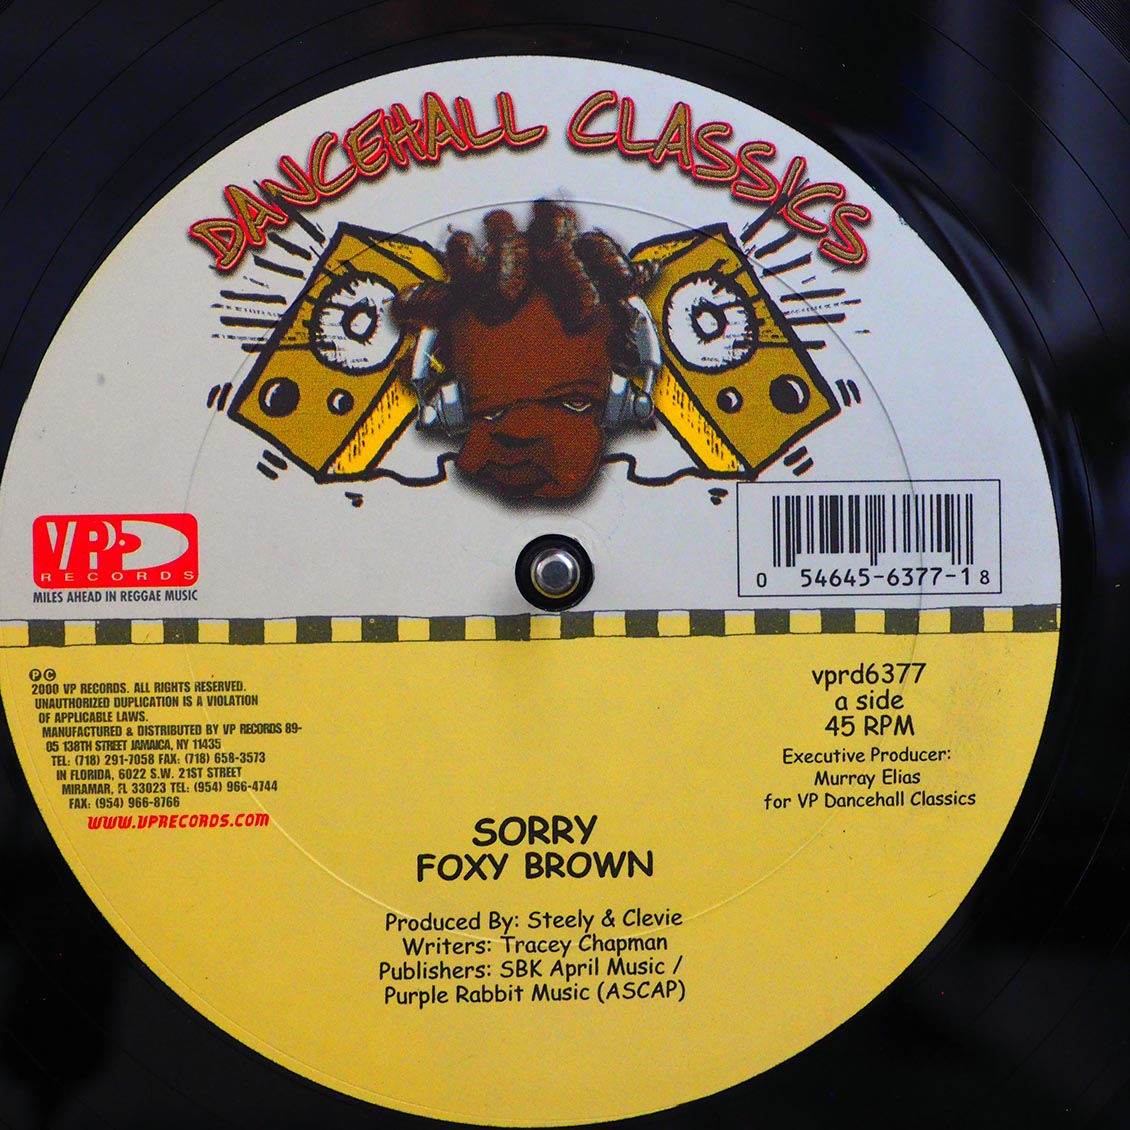 DANCEHALL CLASSICS
VP
RECORDS
MILES AHEAD IN REGGAE MUSIC
0 54645-6377-1 8
Ⓟ©
2000 VP RECORDS. ALL RIGHTS RESERVED.
UNAUTHORIZED DUPLICATION IS A VIOLATION
OF APPLICABLE LAWS.
MANUFACTURED & DISTRIBUTED BY VP RECORDS 89-
05 138TH STREET JAMAICA, NY 11435
TEL: (718) 291-7058 FAX: (718) 658-3573
IN FLORIDA, 6022 S.W. 21ST STREET
MIRAMAR, FL 33023 TEL: (954) 966-4744
FAX: (954) 966-8766
WWW.VPRECORDS.COM
vprd6377
a side
45 RPM
Executive Producer:
Murray Elias
for VP Dancehall Classics
SORRY
FOXY BROWN
Produced By: Steely & Clevie
Writers: Tracey Chapman
Publishers: SBK April Music /
Purple Rabbit Music (ASCAP)